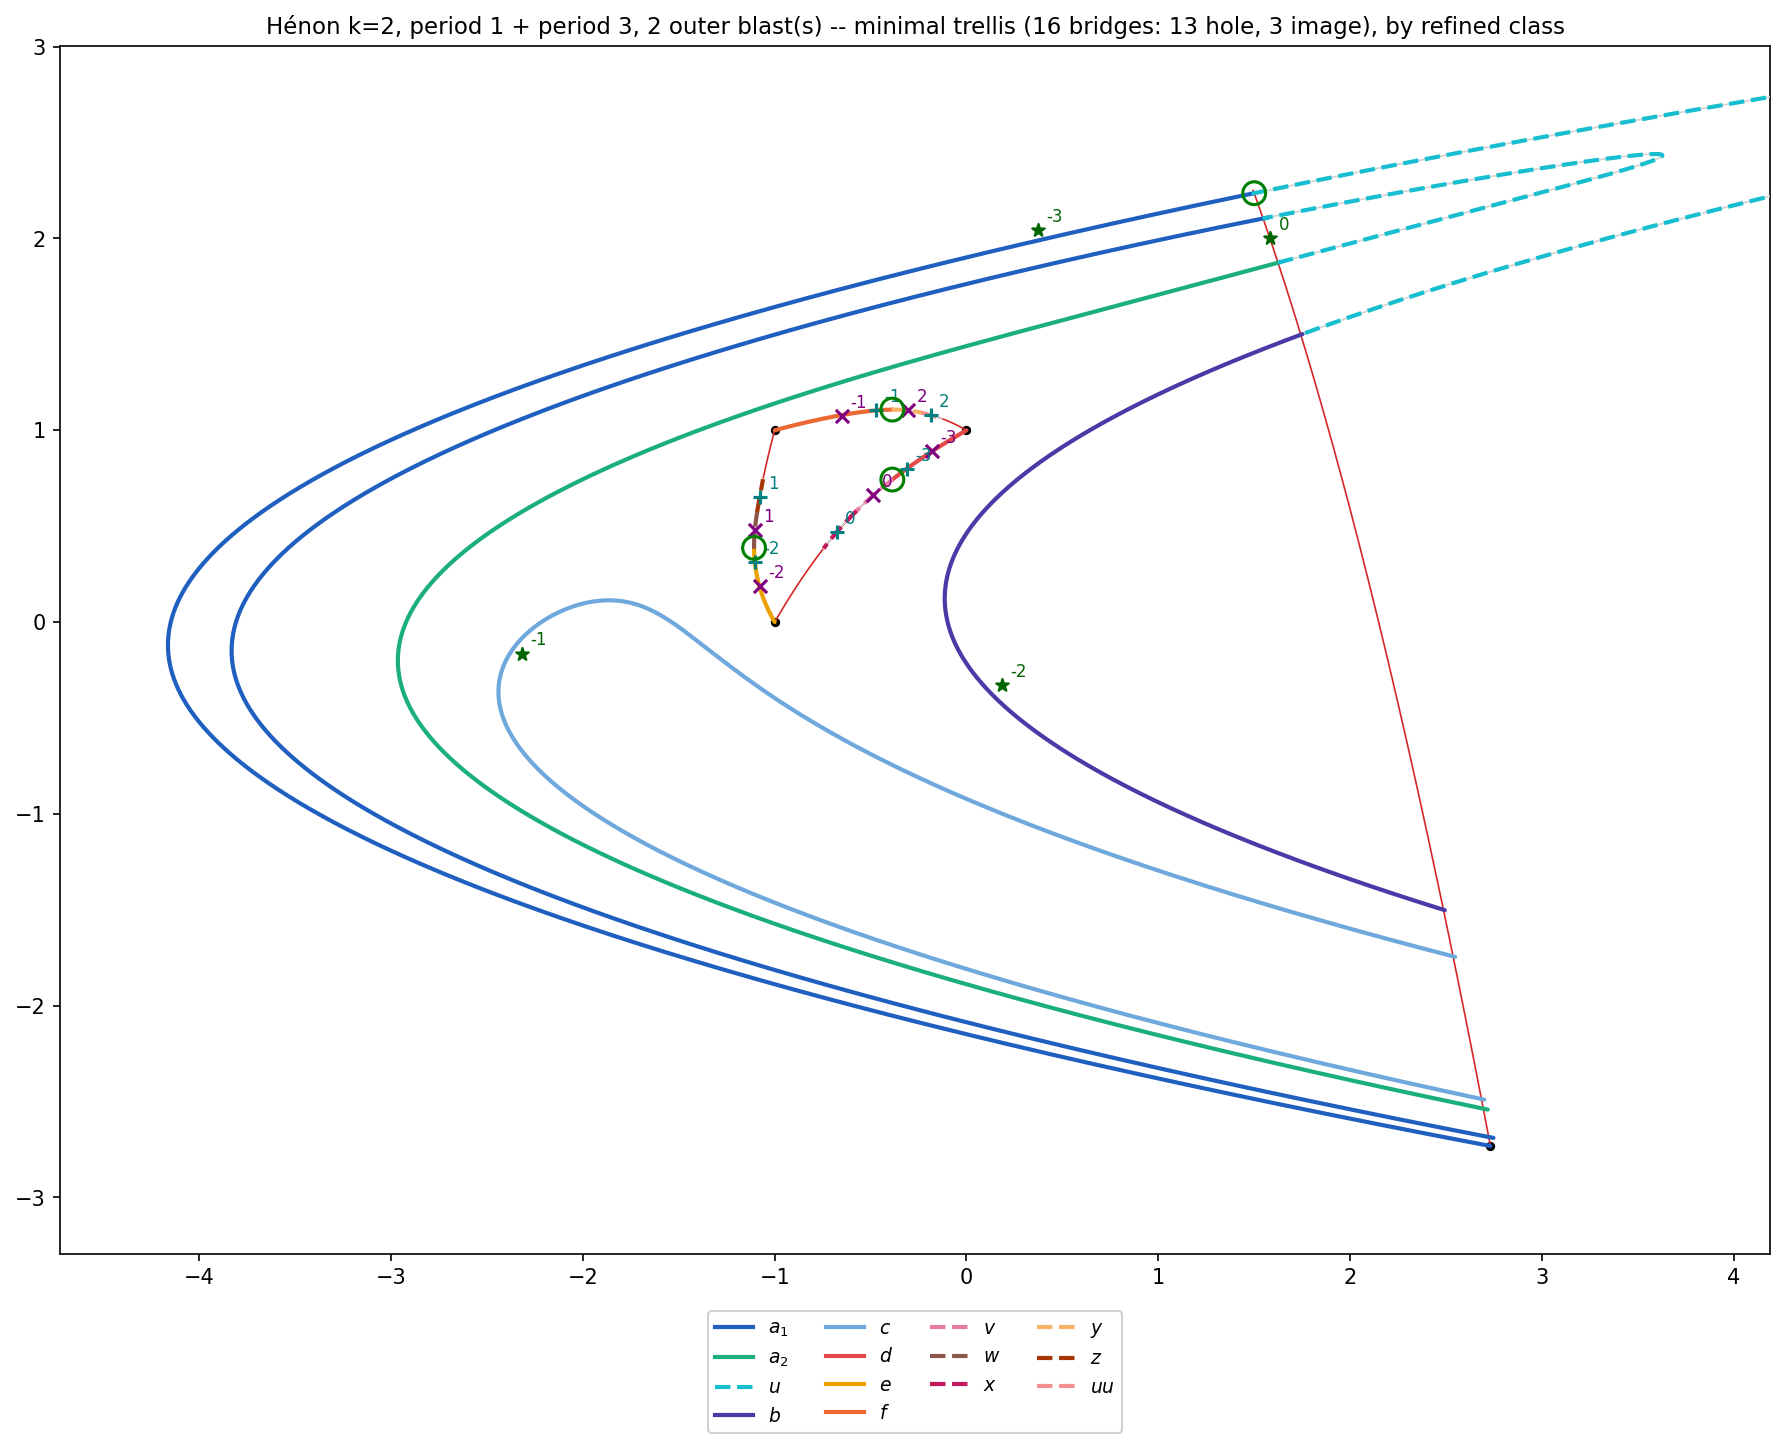 Hénon k=2, period 1 + period 3, 2 outer blast(s) -- minimal trellis (16 bridges: 13 hole, 3 image), by refined class
3
2
1
0
−1
−2
−3
−4
−3
−2
−1
0
1
2
3
4
-3
0
-1
-2
-1
-1
2
2
-3
-3
0
0
1
1
-2
-2
a₁
a₂
u
b
c
d
e
f
v
w
x
y
z
uu